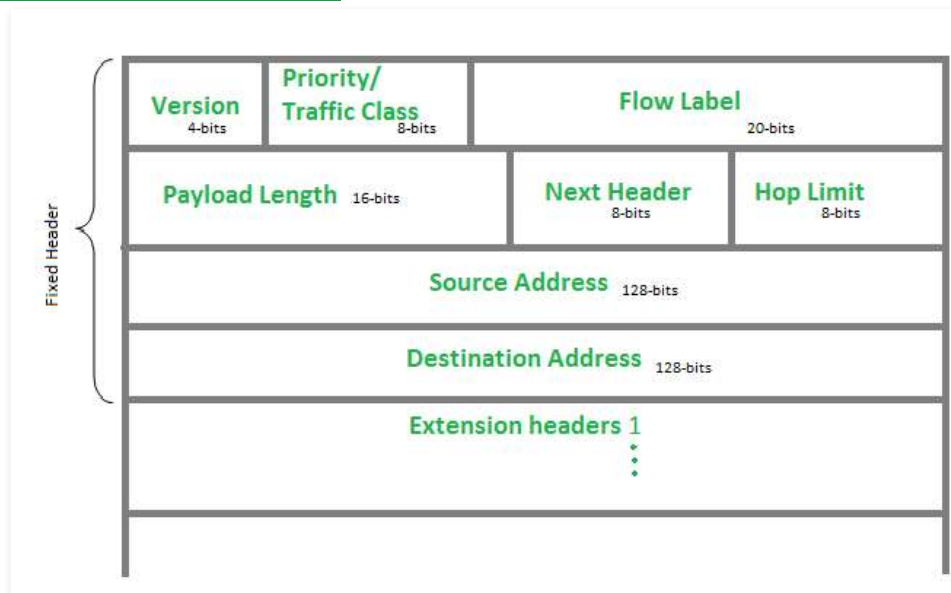 Fixed Header
Version
4-bits
Priority/
Traffic Class
8-bits
Flow Label
20-bits
Payload Length 16-bits
Next Header
8-bits
Hop Limit
8-bits
Source Address 128-bits
Destination Address 128-bits
Extension headers 1